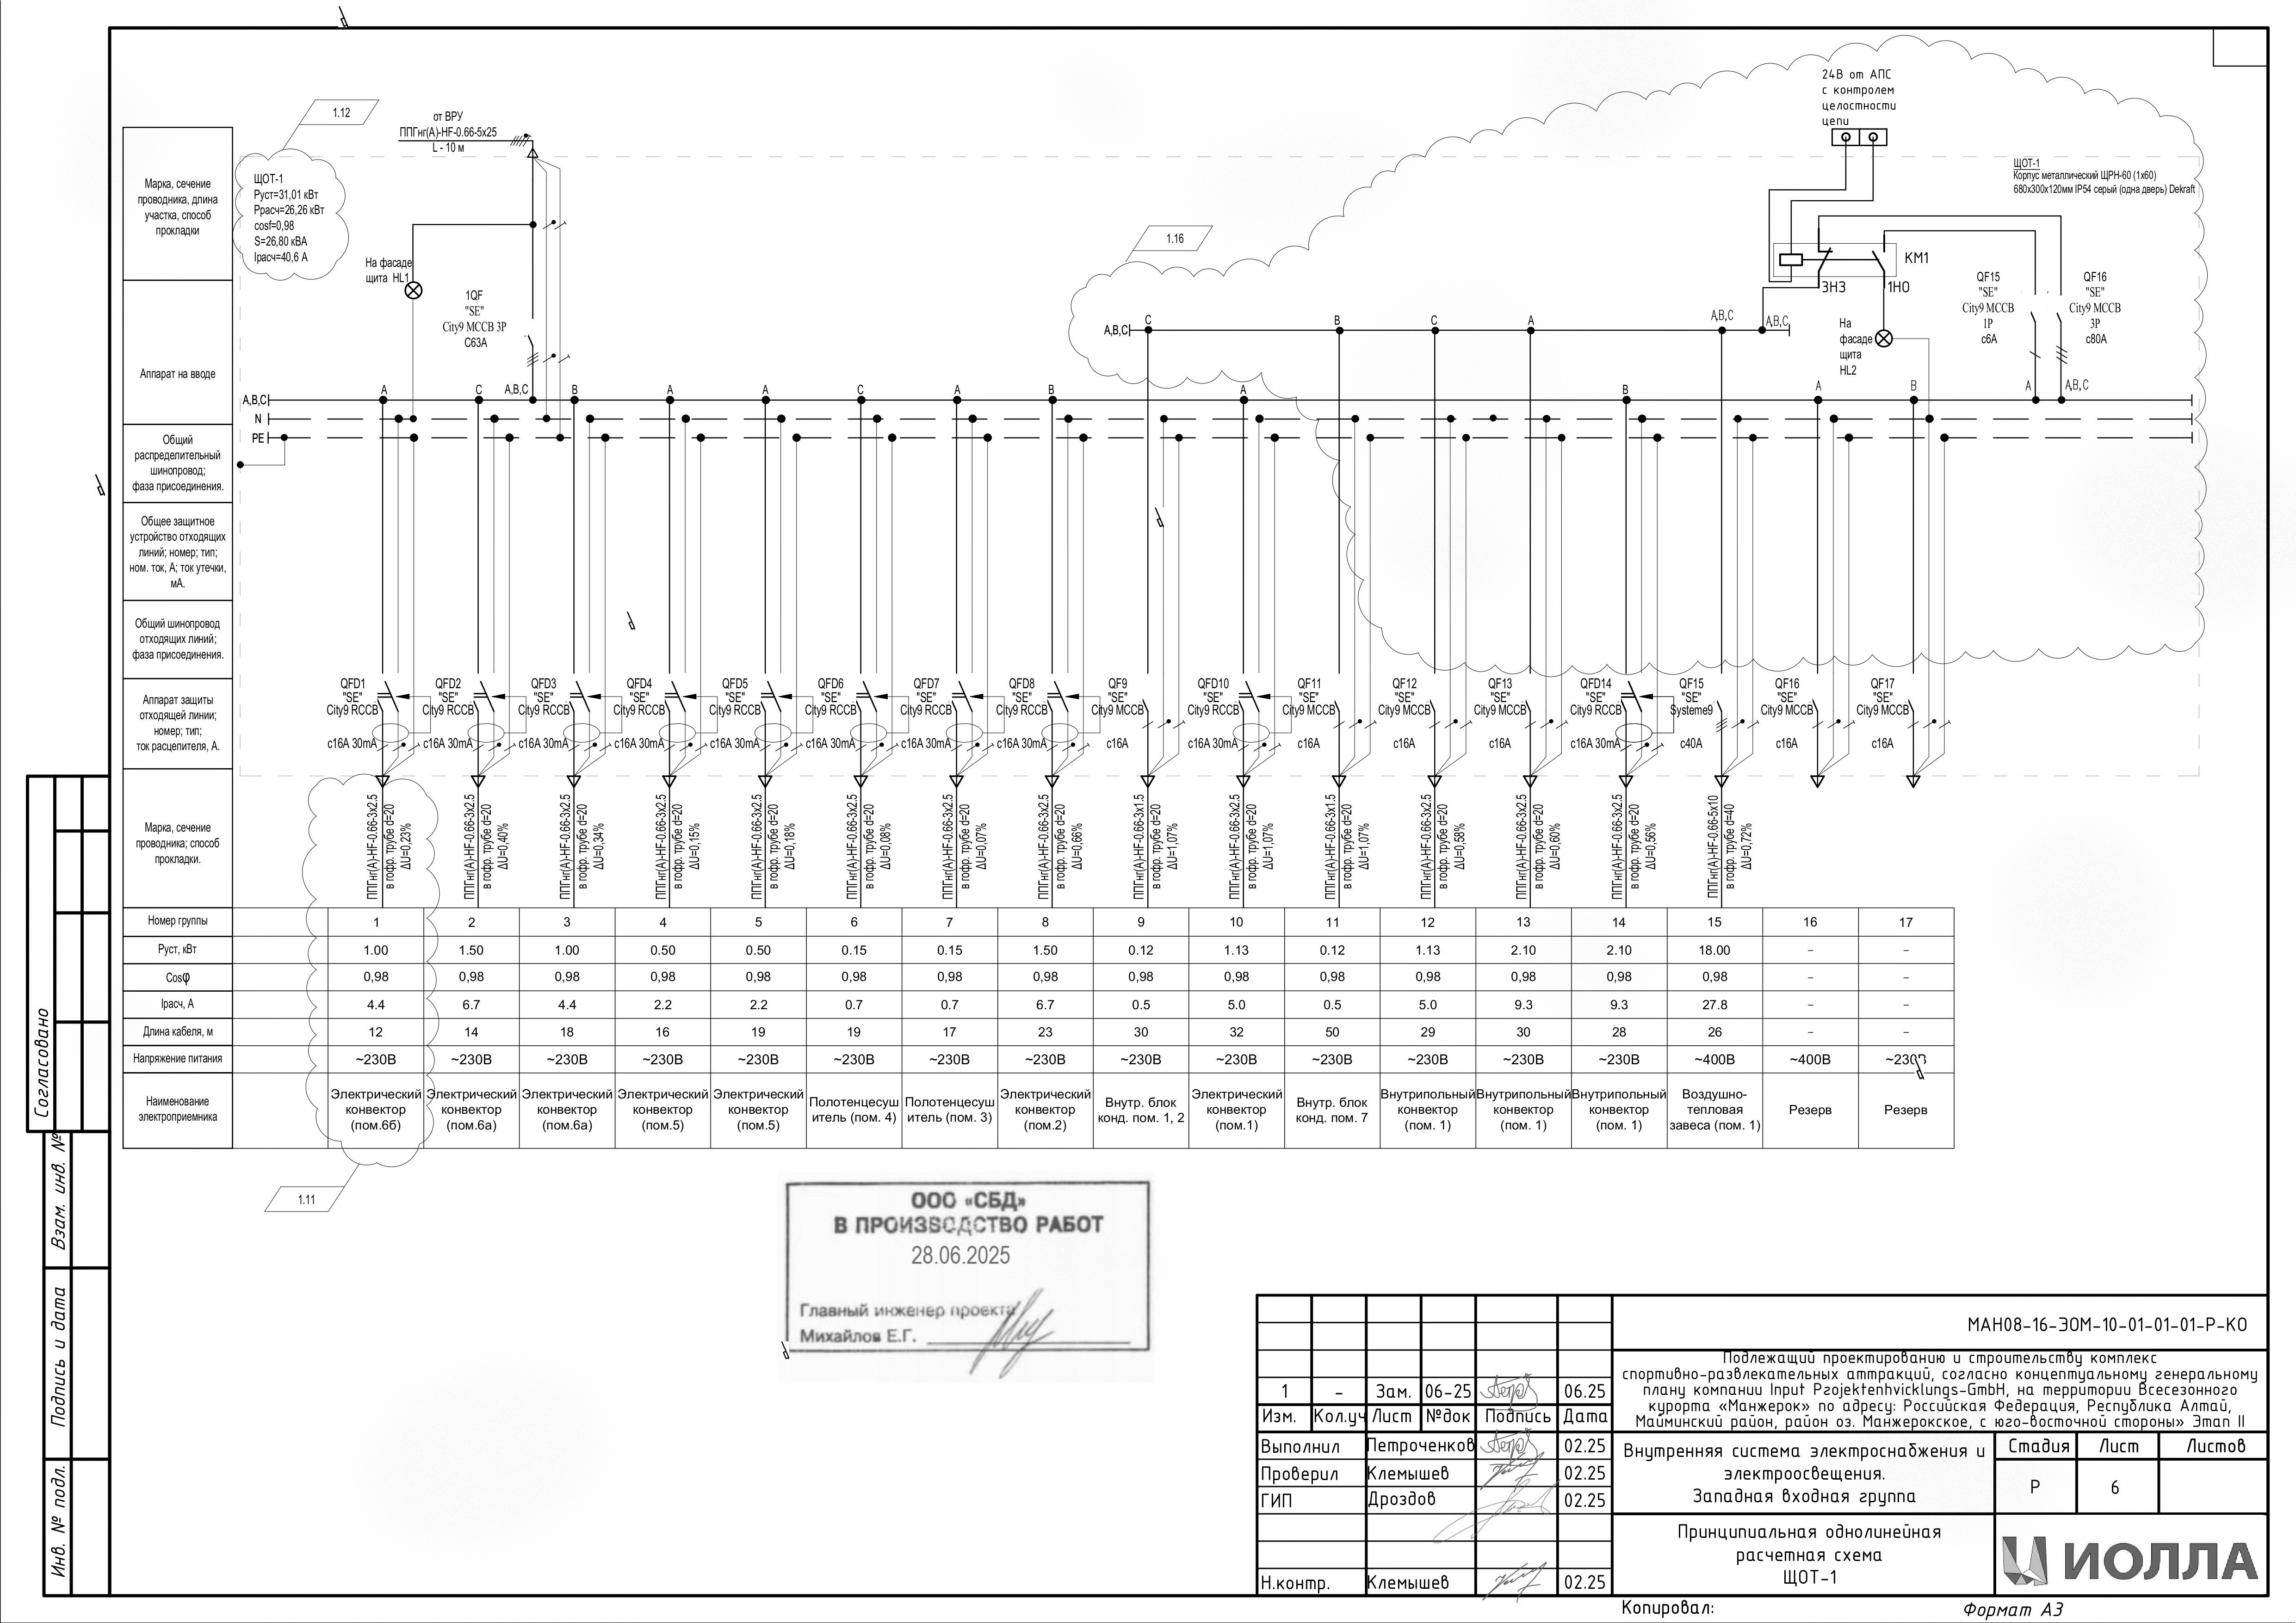 1.12
от ВРУ
ППГнг(А)-HF-0.66-5х25
L - 10 м
24В от АПС
с контролем
целостности
цепи
Марка, сечение
проводника, длина
участка, способ
прокладки
ЩОТ-1
Руст=31,01 кВт
Ррасч=26,26 кВт
cosf=0,98
S=26,80 кВА
Iрасч=40,6 А
ЩОТ-1
Корпус металлический ЩРН-60 (1х60)
680х300х120мм IP54 серый (одна дверь) Dekraft
1.16
На фасаде
щита HL1
1QF
"SE"
City9 MCCB 3P
C63A
КМ1
3НЗ
1НО
На
фасаде
щита
HL2
QF15
"SE"
City9 MCCB
1P
с6А
QF16
"SE"
City9 MCCB
3P
с80А
Аппарат на вводе
A,B,C C B C A A,B,C A,B,C
A,B,C A C A,B,C B A A C A B A B A B A A,B,C
N
PE
Общий
распределительный
шинопровод;
фаза присоединения.
Общее защитное
устройство отходящих
линий; номер; тип;
ном. ток, А; ток утечки,
мА.
Общий шинопровод
отходящих линий;
фаза присоединения.
Аппарат защиты
отходящей линии;
номер; тип;
ток расцепителя, А.
QFD1 QFD2 QFD3 QFD4 QFD5 QFD6 QFD7 QFD8 QF9 QFD10 QF11 QF12 QF13 QFD14 QF15 QF16 QF17
"SE" "SE" "SE" "SE" "SE" "SE" "SE" "SE" "SE" "SE" "SE" "SE" "SE" "SE" "SE" "SE" "SE"
City9 RCCB City9 RCCB City9 RCCB City9 RCCB City9 RCCB City9 RCCB City9 RCCB City9 RCCB City9 MCCB City9 RCCB City9 MCCB City9 MCCB City9 MCCB City9 RCCB Systeme9 City9 MCCB City9 MCCB
с16А 30mA с16А 30mA с16А 30mA с16А 30mA с16А 30mA с16А 30mA с16А 30mA с16А 30mA с16А с16А 30mA с16А с16А с16А с16А 30mA с40А с16А с16А
Марка, сечение
проводника; способ
прокладки.
ППГнг(А)-HF-0.66-3х2.5
в гофр. трубе d=20
ΔU=0,23%
ППГнг(А)-HF-0.66-3х2.5
в гофр. трубе d=20
ΔU=0,40%
ППГнг(А)-HF-0.66-3х2.5
в гофр. трубе d=20
ΔU=0,34%
ППГнг(А)-HF-0.66-3х2.5
в гофр. трубе d=20
ΔU=0,15%
ППГнг(А)-HF-0.66-3х2.5
в гофр. трубе d=20
ΔU=0,18%
ППГнг(А)-HF-0.66-3х2.5
в гофр. трубе d=20
ΔU=0,08%
ППГнг(А)-HF-0.66-3х2.5
в гофр. трубе d=20
ΔU=0,07%
ППГнг(А)-HF-0.66-3х2.5
в гофр. трубе d=20
ΔU=0,66%
ППГнг(А)-HF-0.66-3х1.5
в гофр. трубе d=20
ΔU=1,07%
ППГнг(А)-HF-0.66-3х2.5
в гофр. трубе d=20
ΔU=1,07%
ППГнг(А)-HF-0.66-3х1.5
в гофр. трубе d=20
ΔU=1,07%
ППГнг(А)-HF-0.66-3х2.5
в гофр. трубе d=20
ΔU=0,58%
ППГнг(А)-HF-0.66-3х2.5
в гофр. трубе d=20
ΔU=0,60%
ППГнг(А)-HF-0.66-3х2.5
в гофр. трубе d=20
ΔU=0,56%
ППГнг(А)-HF-0.66-5х10
в гофр. трубе d=40
ΔU=0,72%
Номер группы 1 2 3 4 5 6 7 8 9 10 11 12 13 14 15 16 17
Руст, кВт 1.00 1.50 1.00 0.50 0.50 0.15 0.15 1.50 0.12 1.13 0.12 1.13 2.10 2.10 18.00 – –
Cosφ 0,98 0,98 0,98 0,98 0,98 0,98 0,98 0,98 0,98 0,98 0,98 0,98 0,98 0,98 0,98 – –
Iрасч, А 4.4 6.7 4.4 2.2 2.2 0.7 0.7 6.7 0.5 5.0 0.5 5.0 9.3 9.3 27.8 – –
Длина кабеля, м 12 14 18 16 19 19 17 23 30 32 50 29 30 28 26 – –
Напряжение питания ~230В ~230В ~230В ~230В ~230В ~230В ~230В ~230В ~230В ~230В ~230В ~230В ~230В ~230В ~400В ~400В ~230В
Наименование
электроприемника
Электрический
конвектор
(пом.6б)
Электрический
конвектор
(пом.6а)
Электрический
конвектор
(пом.6а)
Электрический
конвектор
(пом.5)
Электрический
конвектор
(пом.5)
Полотенцесуш
итель (пом. 4)
Полотенцесуш
итель (пом. 3)
Электрический
конвектор
(пом.2)
Внутр. блок
конд. пом. 1, 2
Электрический
конвектор
(пом.1)
Внутр. блок
конд. пом. 7
Внутрипольный
конвектор
(пом. 1)
Внутрипольный
конвектор
(пом. 1)
Внутрипольный
конвектор
(пом. 1)
Воздушно-
тепловая
завеса (пом. 1)
Резерв
Резерв
1.11
ООО «СБД»
В ПРОИЗВОДСТВО РАБОТ
28.06.2025
Главный инженер проекта
Михайлов Е.Г.
Согласовано
Взам. инв. №
Подпись и дата
Инв. № подл.
МАН08-16-ЭОМ-10-01-01-01-Р-КО
Подлежащий проектированию и строительству комплекс
спортивно-развлекательных аттракций, согласно концептуальному генеральному
плану компании Input Projektenhvicklungs-GmbH, на территории Всесезонного
курорта «Манжерок» по адресу: Российская Федерация, Республика Алтай,
Майминский район, район оз. Манжерокское, с юго-восточной стороны» Этап II
1 – Зам. 06-25 06.25
Изм. Кол.уч Лист №док Подпись Дата
Выполнил Петроченков 02.25
Проверил Клемышев 02.25
ГИП Дроздов 02.25
Н.контр. Клемышев 02.25
Внутренняя система электроснабжения и
электроосвещения.
Западная входная группа
Стадия Лист Листов
Р 6
Принципиальная однолинейная
расчетная схема
ЩОТ-1
ИОЛЛА
Копировал:
Формат А3